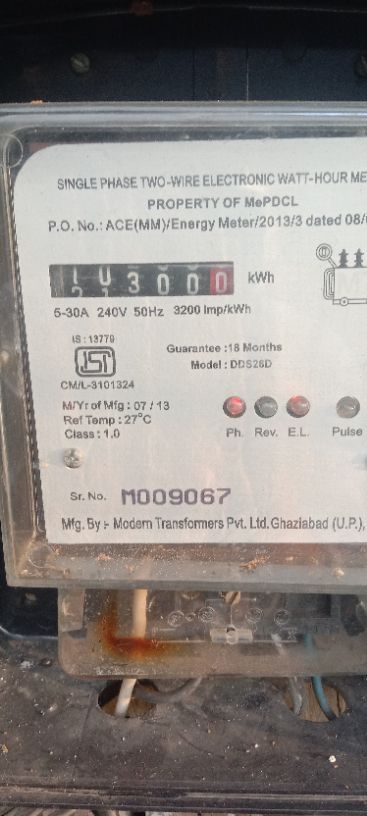 SINGLE PHASE TWO-WIRE ELECTRONIC WATT-HOUR ME
PROPERTY OF MePDCL
P.O. No.: ACE(MM)/Energy Meter/2013/3 dated 08/
3000 kWh
5-30A 240V 50Hz 3200 Imp/kWh
IS : 13779
ISI
CM/L-3101324
Guarantee :18 Months
Model : DDS26D
M/Yr of Mfg : 07 / 13
Ref Temp : 27°C
Class : 1.0
Ph. Rev. E.L. Pulse
Sr. No. M009067
Mfg. By :- Modern Transformers Pvt. Ltd. Ghaziabad (U.P.),